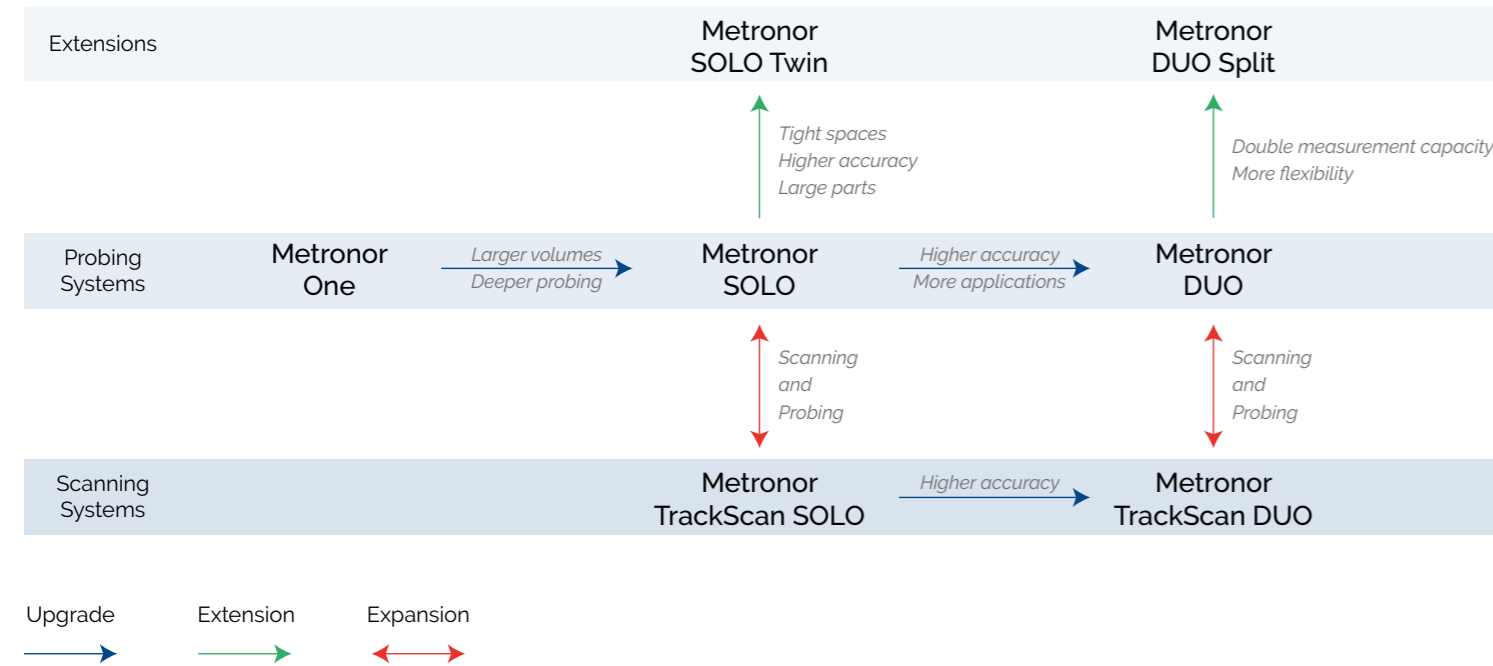 Extensions
Metronor
SOLO Twin
Metronor
DUO Split
Tight spaces
Higher accuracy
Large parts
Double measurement capacity
More flexibility
Probing
Systems
Metronor
One
Larger volumes
Deeper probing
Metronor
SOLO
Higher accuracy
More applications
Metronor
DUO
Scanning
and
Probing
Scanning
and
Probing
Scanning
Systems
Metronor
TrackScan SOLO
Higher accuracy
Metronor
TrackScan DUO
Upgrade
Extension
Expansion